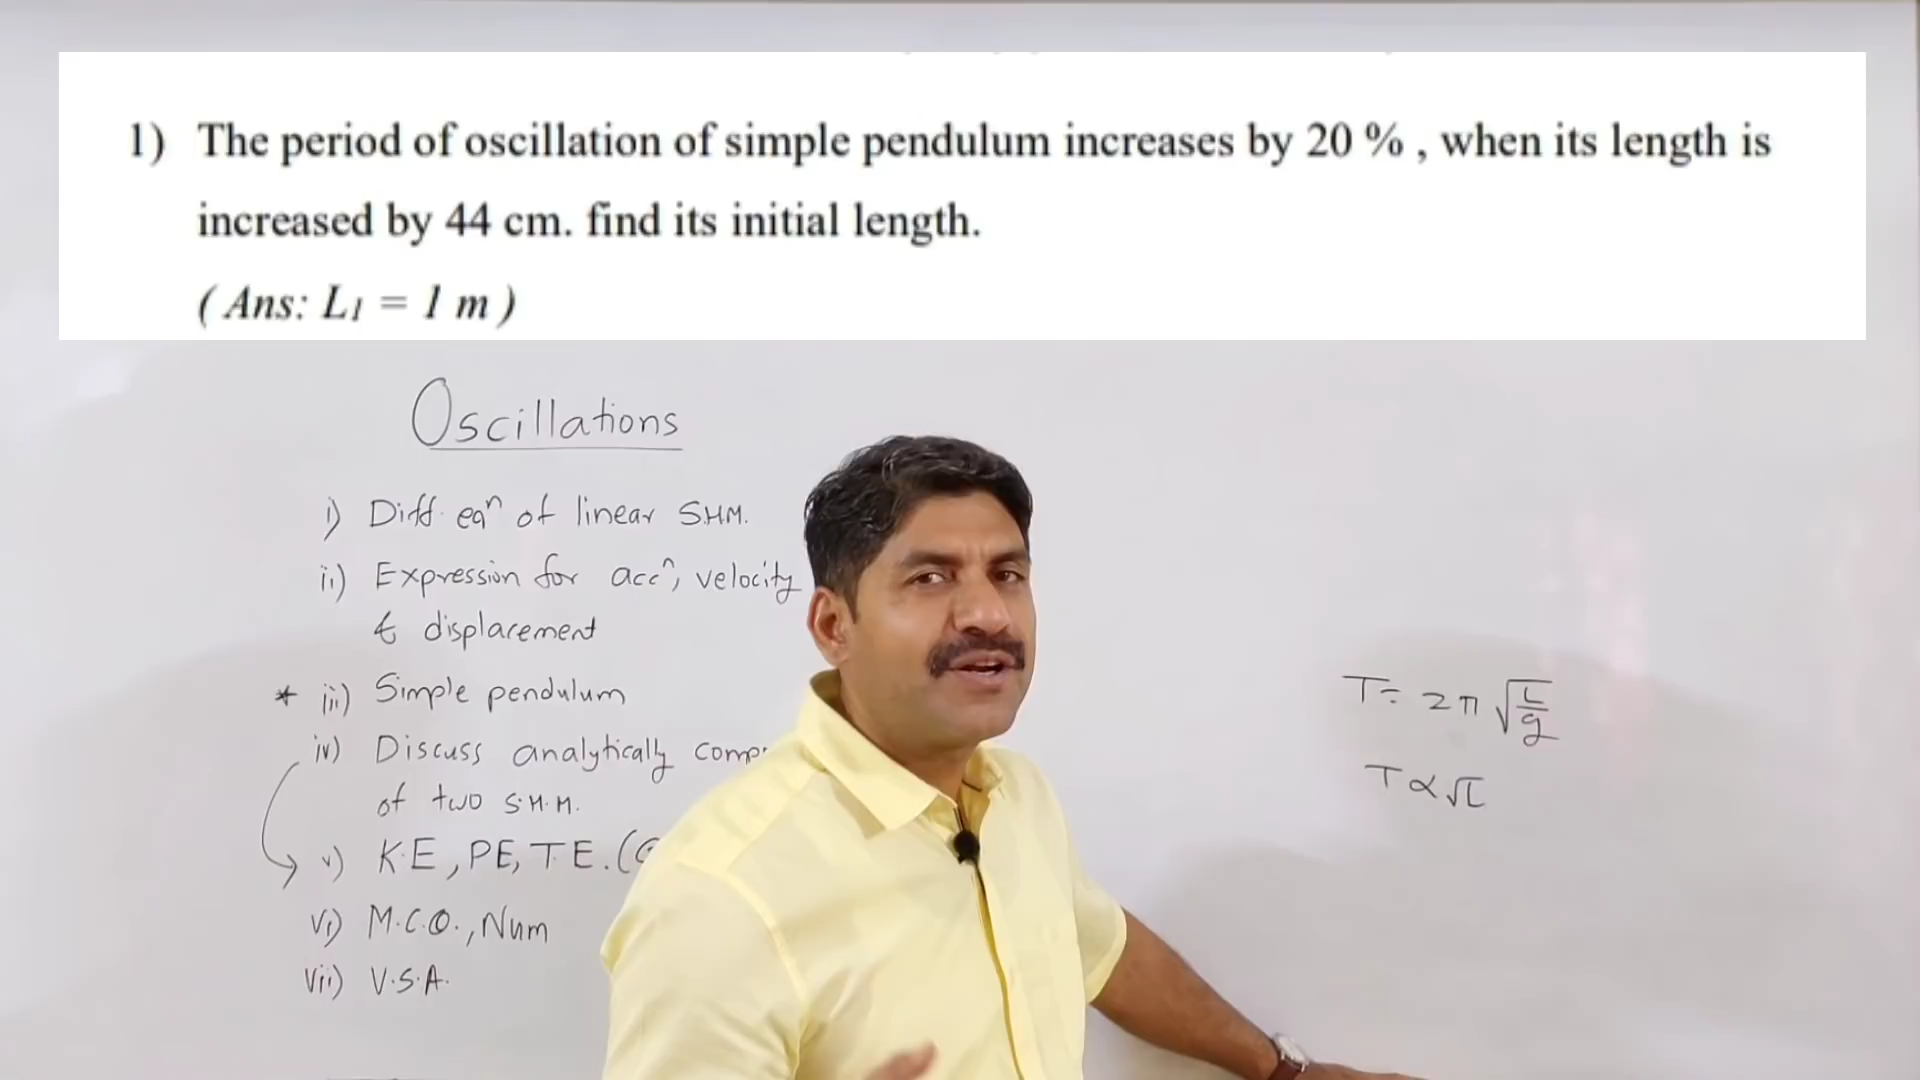 1) The period of oscillation of simple pendulum increases by 20 % , when its length is
increased by 44 cm. find its initial length.
( Ans: L₁ = 1 m )
Oscillations
i) Diff. eqⁿ of linear S.H.M.
ii) Expression for accⁿ, velocity
& displacement
* iii) Simple pendulum
iv) Discuss analytically
of two S.H.M.
v) K.E, P.E, T.E. (
vi) M.C.Q., Num
vii) V.S.A.
T = 2π √L/g
T ∝ √L